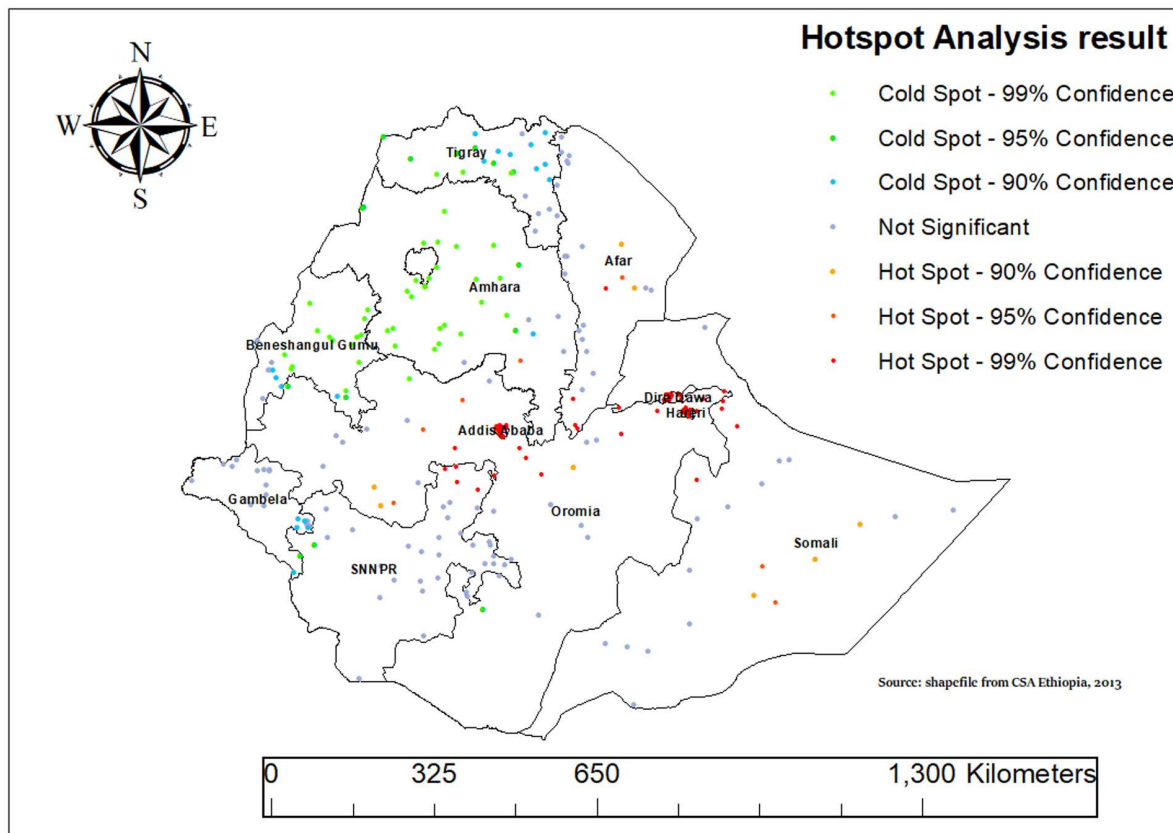 Hotspot Analysis result
N
W E
S
Cold Spot - 99% Confidence
Cold Spot - 95% Confidence
Cold Spot - 90% Confidence
Not Significant
Hot Spot - 90% Confidence
Hot Spot - 95% Confidence
Hot Spot - 99% Confidence
Tigray
Afar
Amhara
Beneshangul Gumu
Dira Dawa
Hareri
Addis Ababa
Gambela
Oromia
Somali
SNNPR
Source: shapefile from CSA Ethiopia, 2013
0 325 650 1,300 Kilometers